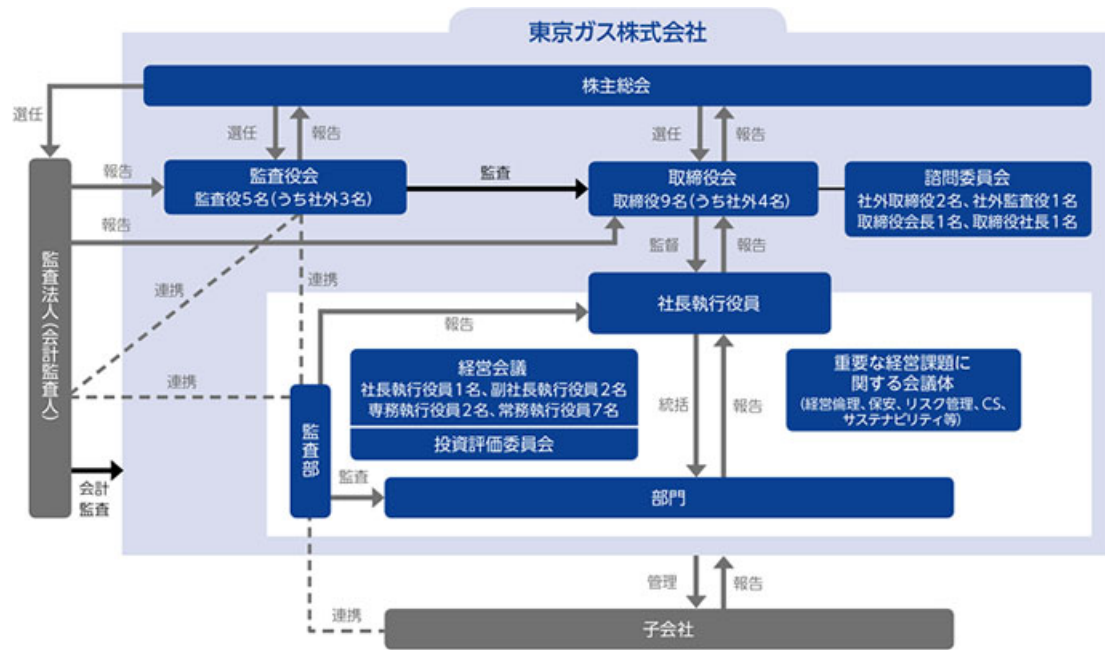 東京ガス株式会社
株主総会
選任
選任
報告
選任
報告
報告
監査役会
監査役5名(うち社外3名)
監査
取締役会
取締役9名(うち社外4名)
諮問委員会
社外取締役2名、社外監査役1名
取締役会長1名、取締役社長1名
報告
監督
報告
連携
連携
監査法人(会計監査人)
社長執行役員
報告
経営会議
社長執行役員1名、副社長執行役員2名
専務執行役員2名、常務執行役員7名
投資評価委員会
重要な経営課題に
関する会議体
(経営倫理、保安、リスク管理、CS、
サステナビリティ等)
連携
統括
報告
監査部
監査
部門
会計
監査
管理
報告
連携
子会社